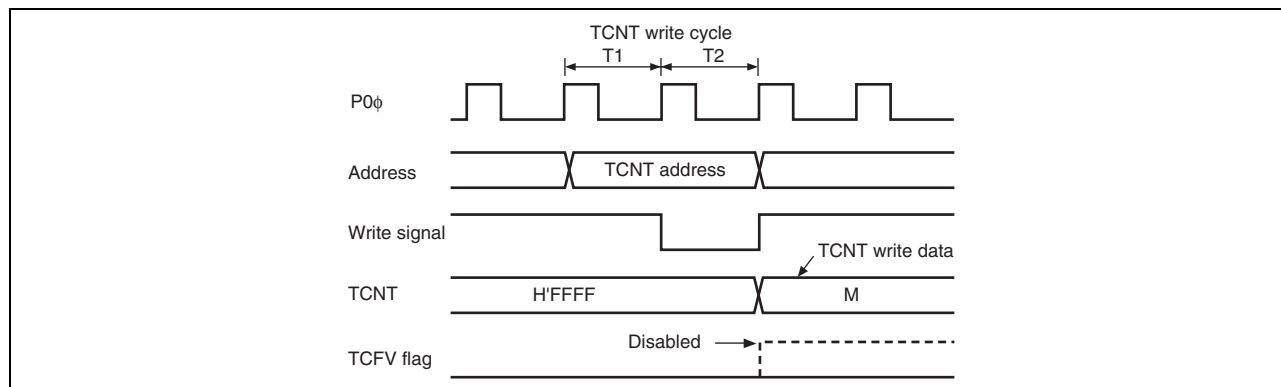 TCNT write cycle
T1 T2
P0ϕ
Address
TCNT address
Write signal
TCNT write data
TCNT
H'FFFF
M
Disabled
TCFV flag